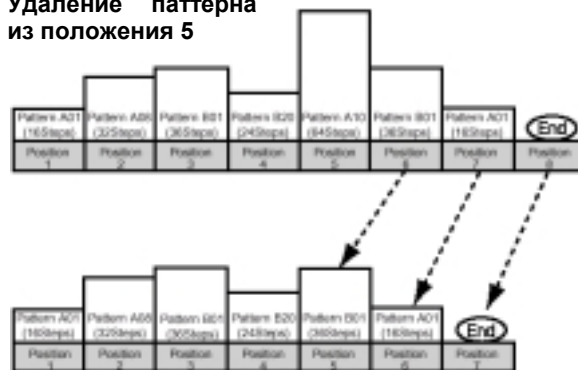 Удаление паттерна
из положения 5
Pattern A01 Pattern A08 Pattern B01 Pattern B20 Pattern A10 Pattern B01 Pattern A01
(16Steps) (32Steps) (36Steps) (24Steps) (64Steps) (36Steps) (16Steps) End
Position Position Position Position Position Position Position Position
1 2 3 4 5 6 7 8
Pattern A01 Pattern A08 Pattern B01 Pattern B20 Pattern B01 Pattern A01
(16Steps) (32Steps) (36Steps) (24Steps) (36Steps) (16Steps) End
Position Position Position Position Position Position Position
1 2 3 4 5 6 7